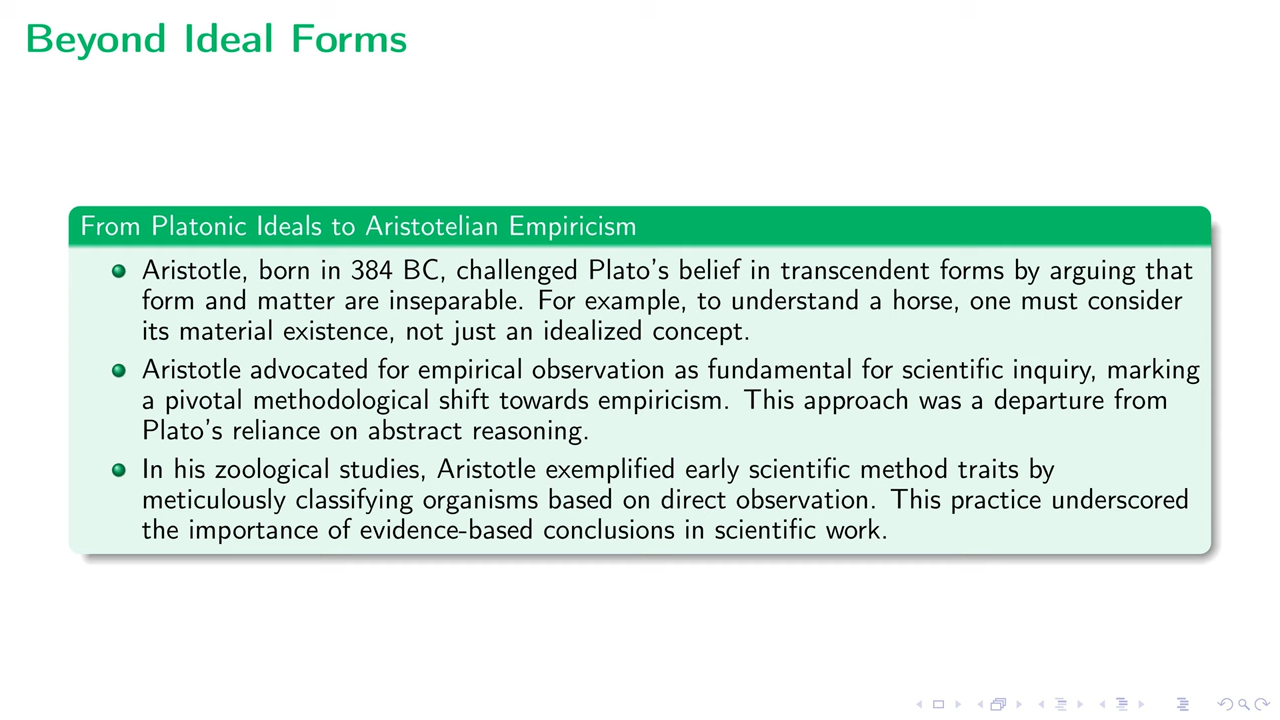 Beyond Ideal Forms
From Platonic Ideals to Aristotelian Empiricism
Aristotle, born in 384 BC, challenged Plato's belief in transcendent forms by arguing that
form and matter are inseparable. For example, to understand a horse, one must consider
its material existence, not just an idealized concept.
Aristotle advocated for empirical observation as fundamental for scientific inquiry, marking
a pivotal methodological shift towards empiricism. This approach was a departure from
Plato's reliance on abstract reasoning.
In his zoological studies, Aristotle exemplified early scientific method traits by
meticulously classifying organisms based on direct observation. This practice underscored
the importance of evidence-based conclusions in scientific work.